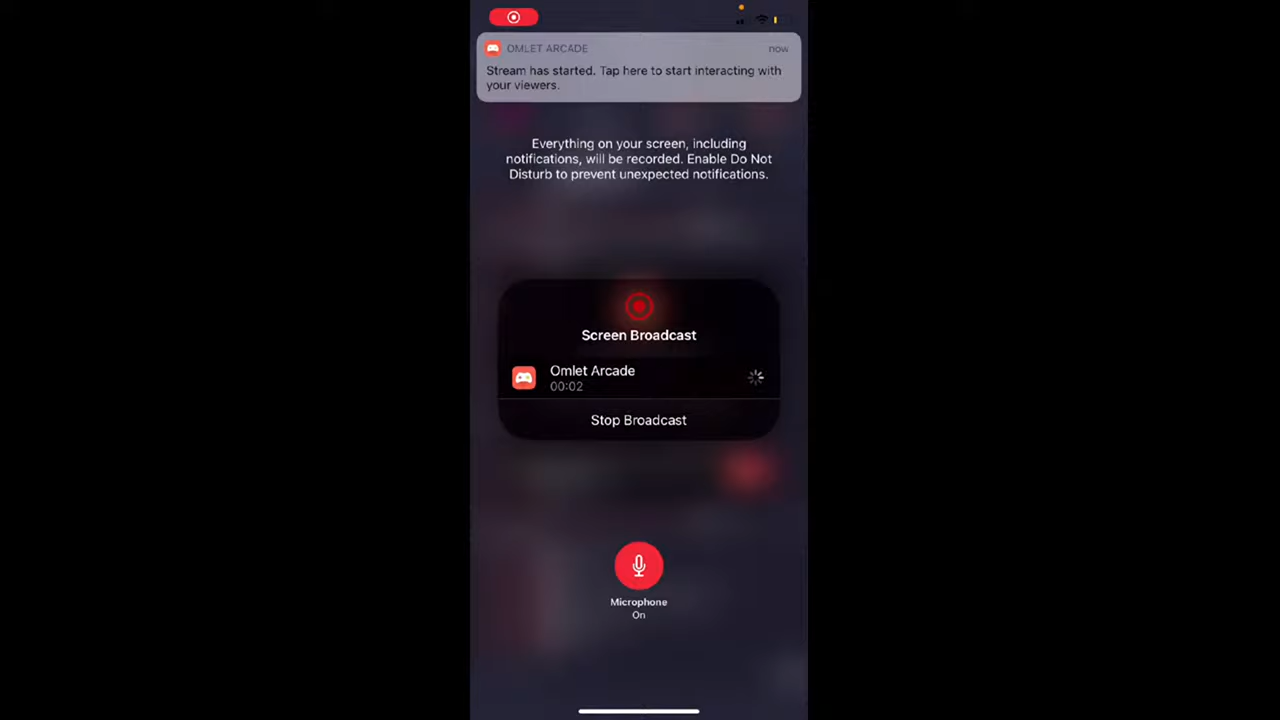 OMLET ARCADE
now
Stream has started. Tap here to start interacting with
your viewers.
Everything on your screen, including
notifications, will be recorded. Enable Do Not
Disturb to prevent unexpected notifications.
Screen Broadcast
Omlet Arcade
00:02
Stop Broadcast
Microphone
On